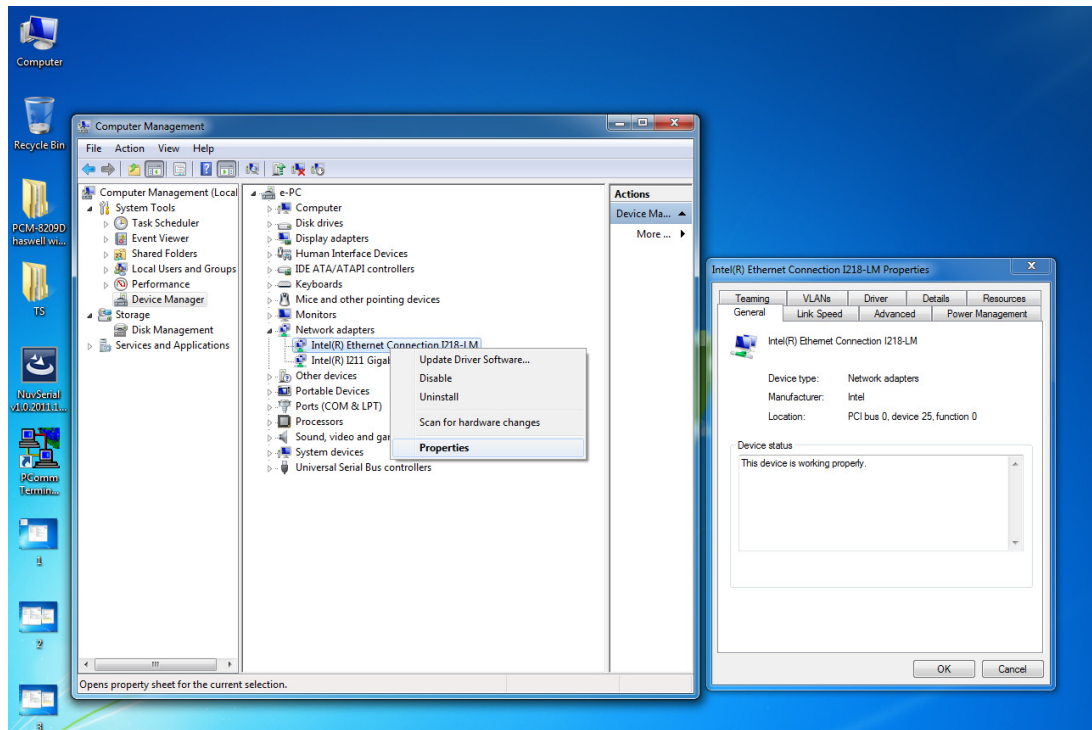 Computer
Recycle Bin
PCM-8209D
haswell wi...
TS
NuvSerial
v1.0.2011.1...
PComm
Termin...
1
2
3
Computer Management
File Action View Help
Computer Management (Local
System Tools
Task Scheduler
Event Viewer
Shared Folders
Local Users and Groups
Performance
Device Manager
Storage
Disk Management
Services and Applications
e-PC
Computer
Disk drives
Display adapters
Human Interface Devices
IDE ATA/ATAPI controllers
Keyboards
Mice and other pointing devices
Monitors
Network adapters
Intel(R) Ethernet Connection I218-LM
Intel(R) I211 Gigab
Other devices
Portable Devices
Ports (COM & LPT)
Processors
Sound, video and gam
System devices
Universal Serial Bus controllers
Update Driver Software...
Disable
Uninstall
Scan for hardware changes
Properties
Actions
Device Ma...
More ...
Opens property sheet for the current selection.
Intel(R) Ethernet Connection I218-LM Properties
Teaming VLANs Driver Details Resources
General Link Speed Advanced Power Management
Intel(R) Ethernet Connection I218-LM
Device type: Network adapters
Manufacturer: Intel
Location: PCI bus 0, device 25, function 0
Device status
This device is working properly.
OK Cancel